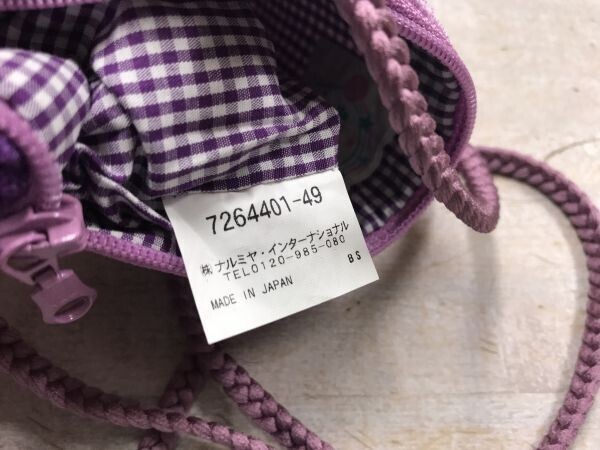 7264401-49
㈱ナルミヤ・インターナショナル
TEL0120-985-080
BS
MADE IN JAPAN